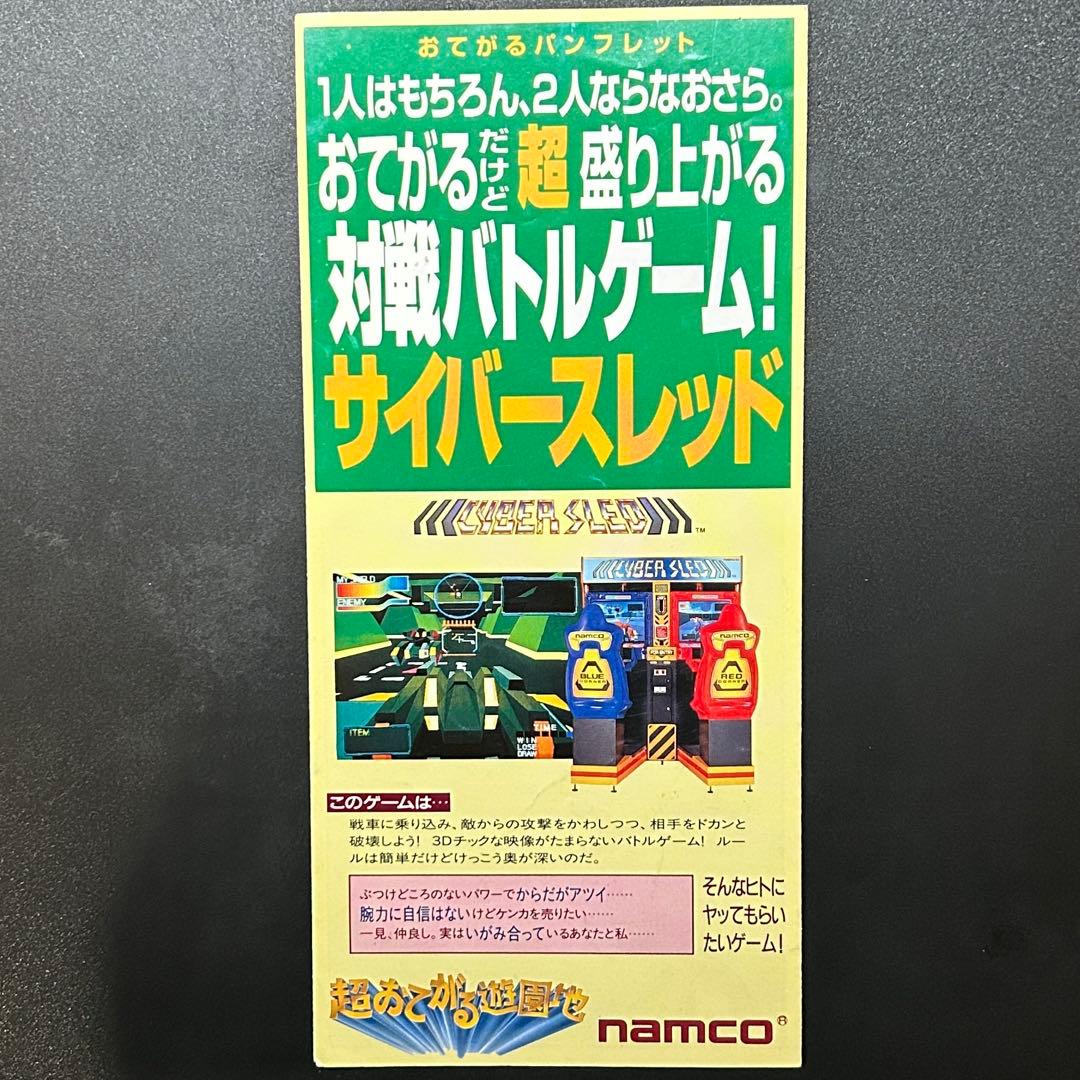 おてがるパンフレット
1人はもちろん、2人ならなおさら。
おてがるだけど超盛り上がる
対戦バトルゲーム!
サイバースレッド
CYBER SLED™
MY SHIELD
ENEMY
ITEM
TIME
WIN
LOSE
DRAW
CYBER SLED
namco
BLUE
CORNER
FOR ENTRY
namco
RED
CORNER
このゲームは…
戦車に乗り込み、敵からの攻撃をかわしつつ、相手をドカンと
破壊しよう! 3Dチックな映像がたまらないバトルゲーム! ルー
ルは簡単だけどけっこう奥が深いのだ。
ぶつけどころのないパワーでからだがアツイ……
腕力に自信はないけどケンカを売りたい……
一見、仲良し。実はいがみ合っているあなたと私……
そんなヒトに
ヤッてもらい
たいゲーム!
超おてがる遊園地
namco®